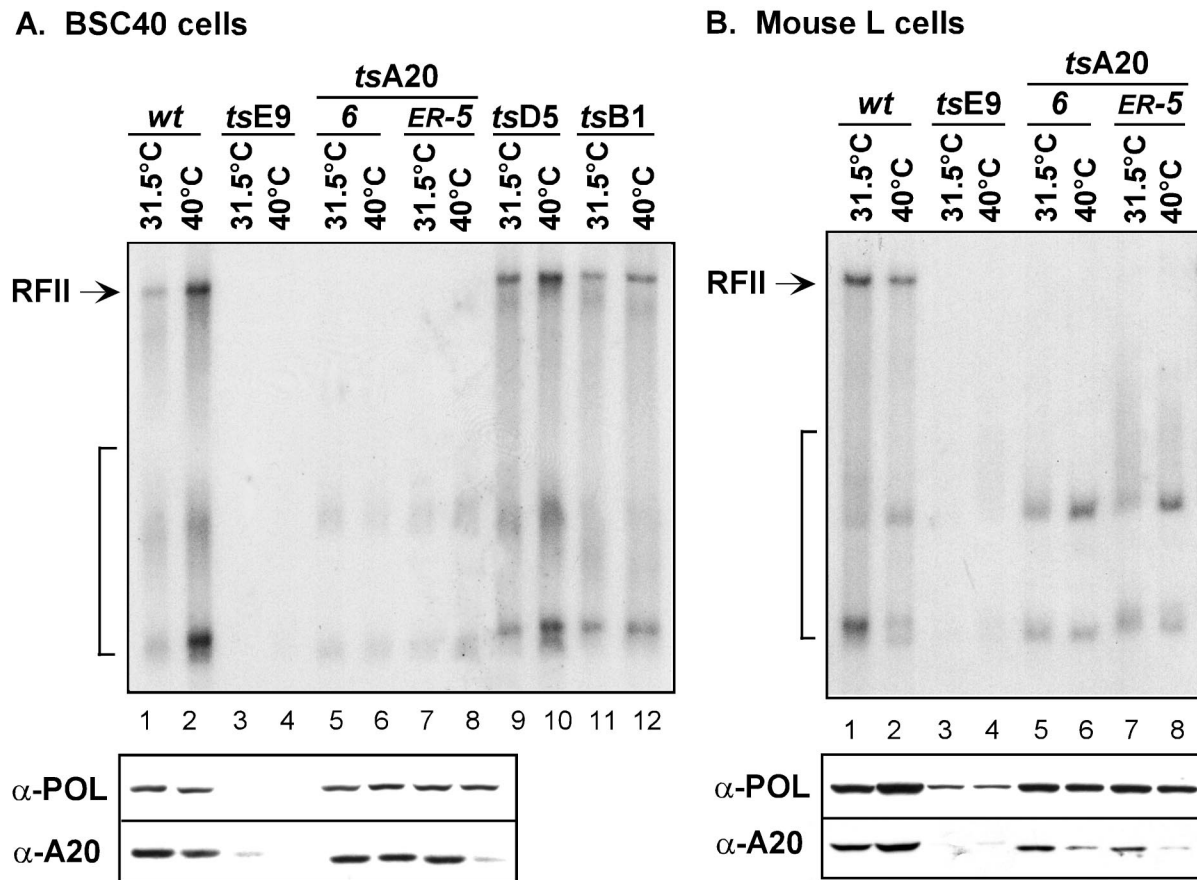 A. BSC40 cells
tsA20
wt tsE9 6 ER-5 tsD5 tsB1
31.5°C 40°C 31.5°C 40°C 31.5°C 40°C 31.5°C 40°C 31.5°C 40°C 31.5°C 40°C
RFII
1 2 3 4 5 6 7 8 9 10 11 12
α-POL
α-A20
B. Mouse L cells
tsA20
wt tsE9 6 ER-5
31.5°C 40°C 31.5°C 40°C 31.5°C 40°C 31.5°C 40°C
RFII
1 2 3 4 5 6 7 8
α-POL
α-A20